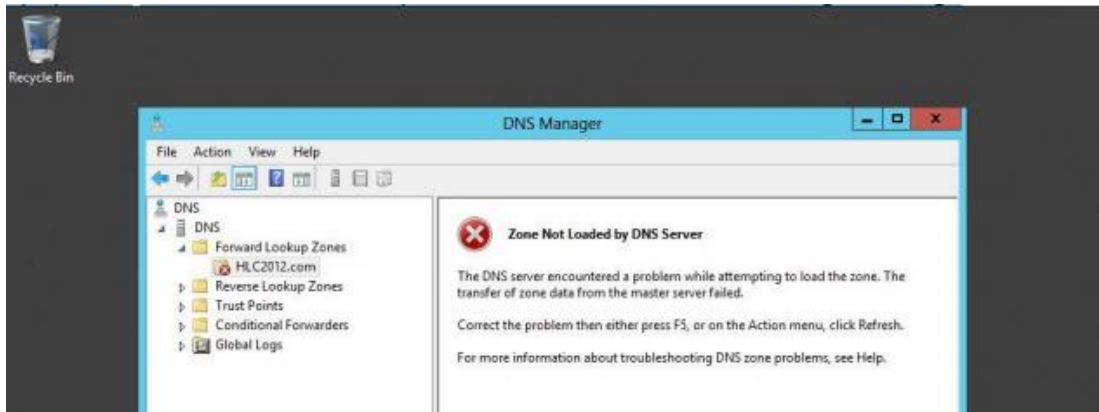 Recycle Bin
DNS Manager
File Action View Help
DNS
DNS
Forward Lookup Zones
HLC2012.com
Reverse Lookup Zones
Trust Points
Conditional Forwarders
Global Logs
Zone Not Loaded by DNS Server
The DNS server encountered a problem while attempting to load the zone. The
transfer of zone data from the master server failed.
Correct the problem then either press F5, or on the Action menu, click Refresh.
For more information about troubleshooting DNS zone problems, see Help.